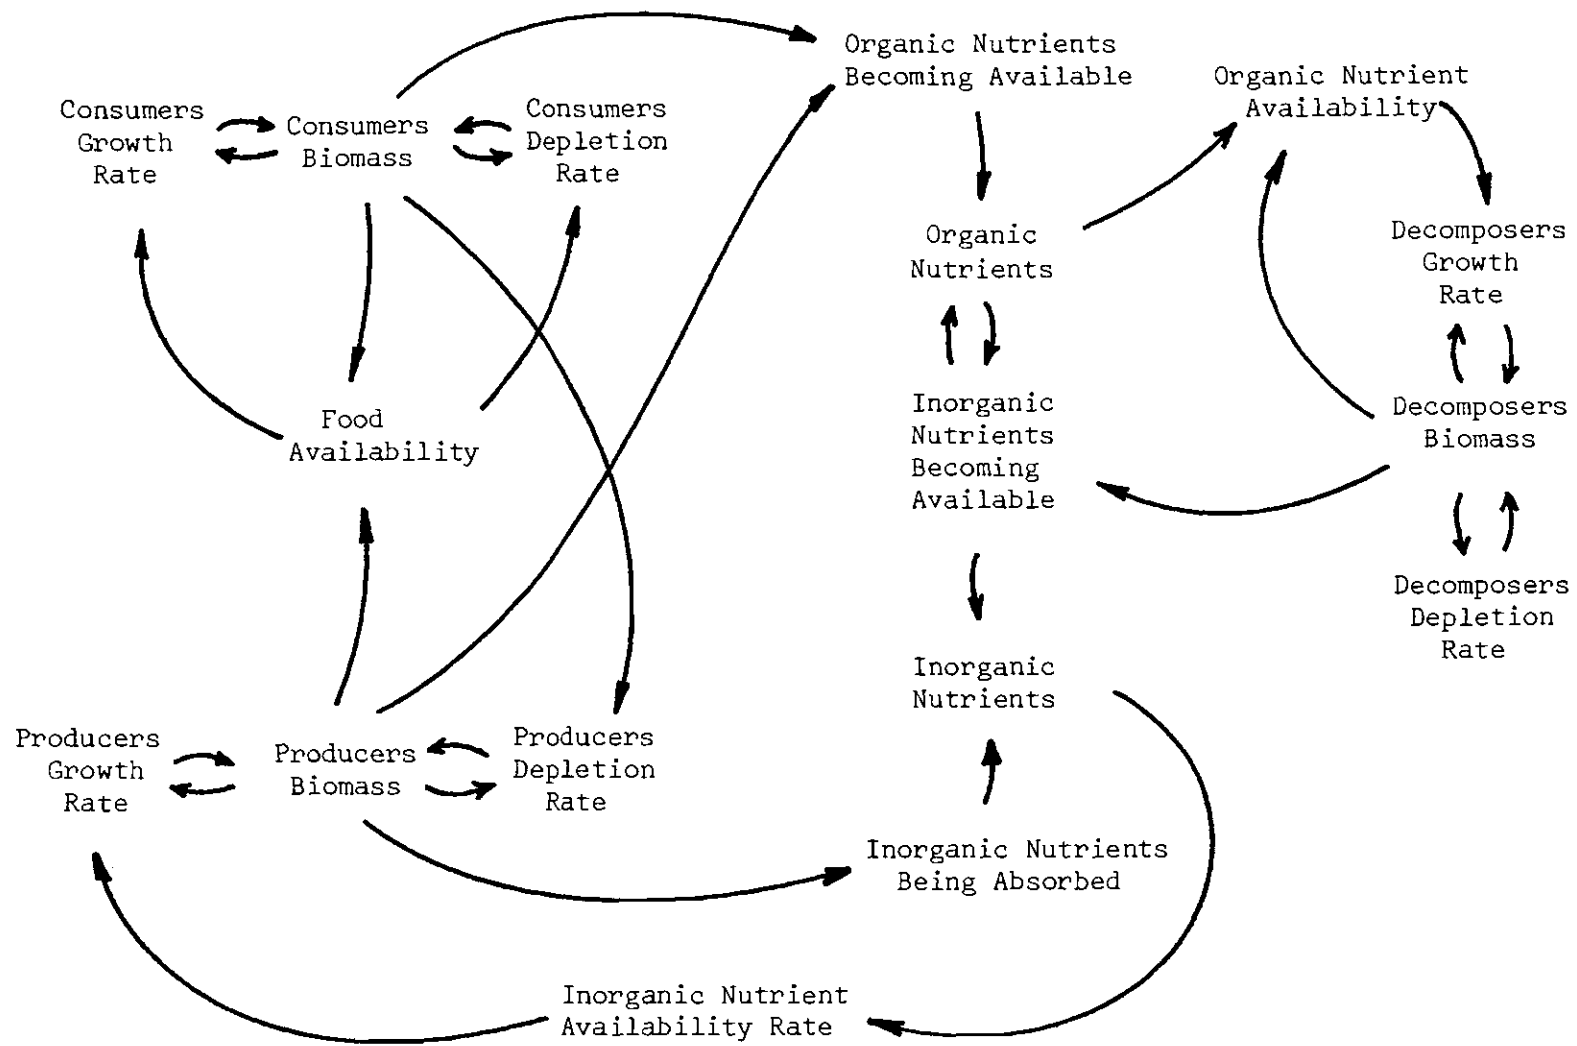 Organic Nutrients
Becoming Available
Organic Nutrient
Availability
Consumers
Growth
Rate
Consumers
Biomass
Consumers
Depletion
Rate
Organic
Nutrients
Decomposers
Growth
Rate
Food
Availability
Inorganic
Nutrients
Becoming
Available
Decomposers
Biomass
Decomposers
Depletion
Rate
Inorganic
Nutrients
Producers
Growth
Rate
Producers
Biomass
Producers
Depletion
Rate
Inorganic Nutrients
Being Absorbed
Inorganic Nutrient
Availability Rate